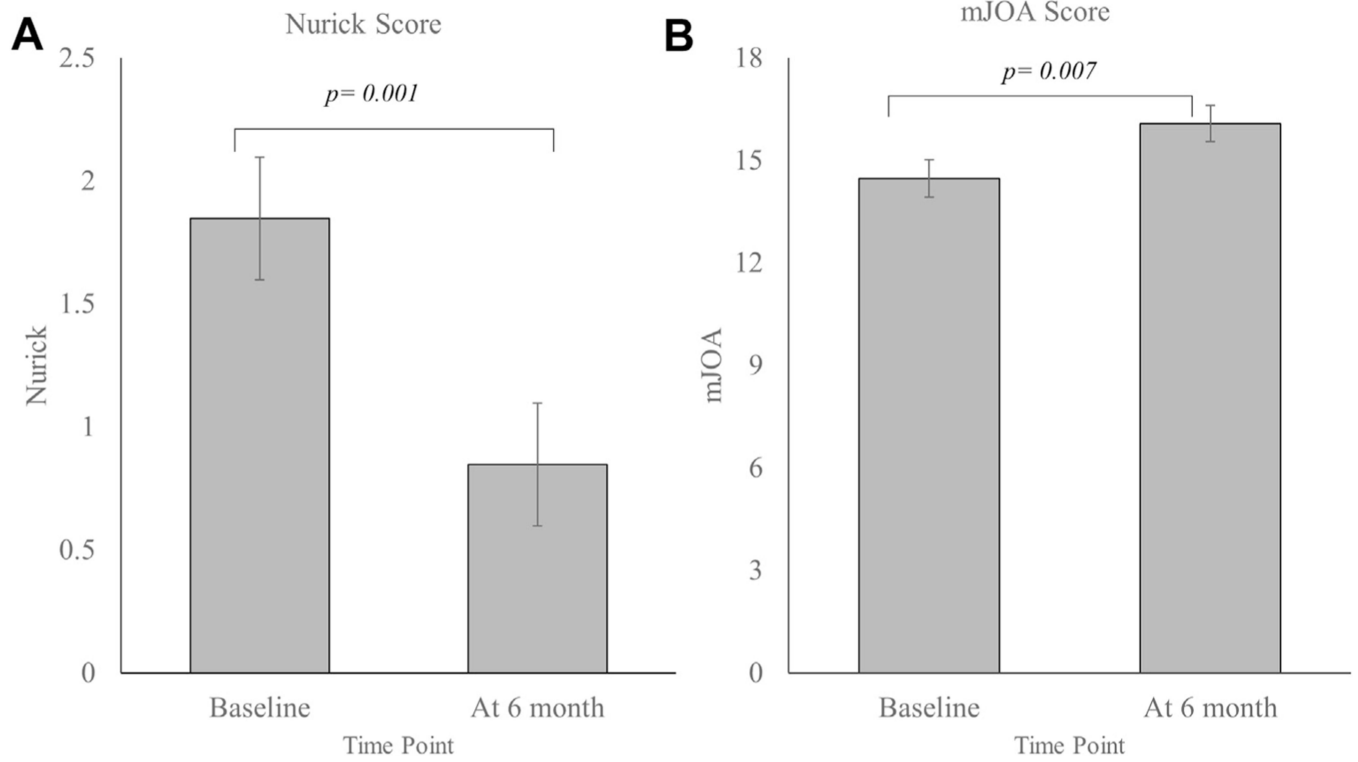 A
Nurick Score
2.5
2
1.5
1
0.5
0
Nurick
p= 0.001
Baseline
At 6 month
Time Point
B
mJOA Score
18
15
12
9
6
3
0
mJOA
p= 0.007
Baseline
At 6 month
Time Point